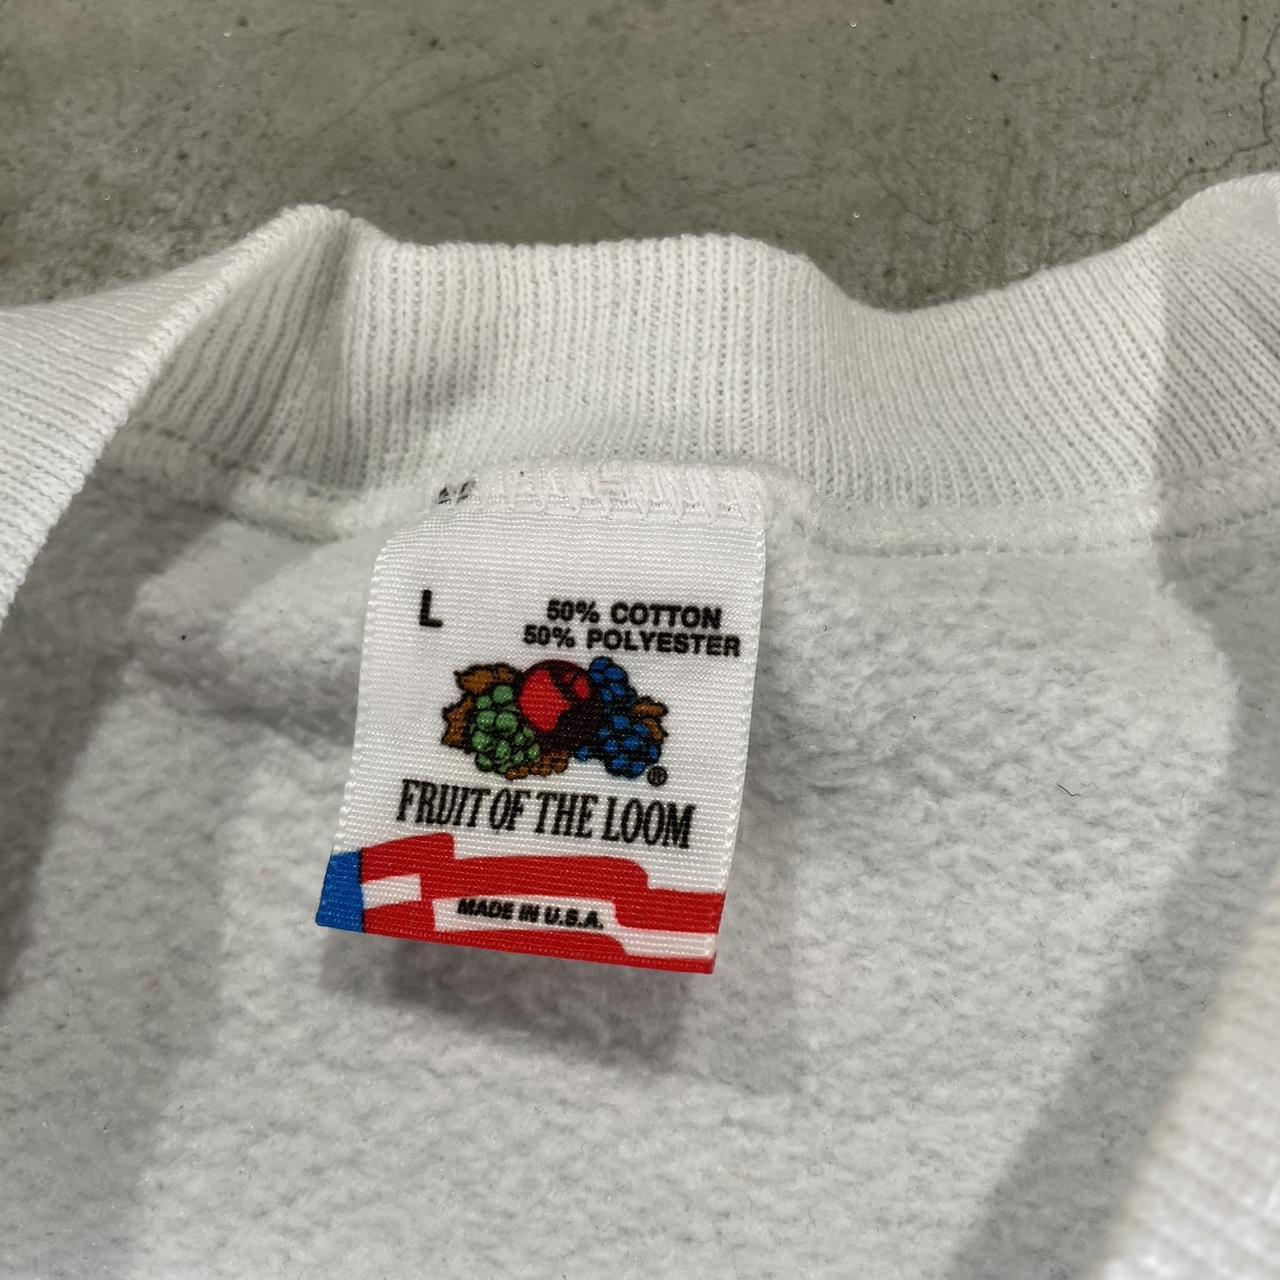 L
50% COTTON
50% POLYESTER
®
FRUIT OF THE LOOM
MADE IN U.S.A.